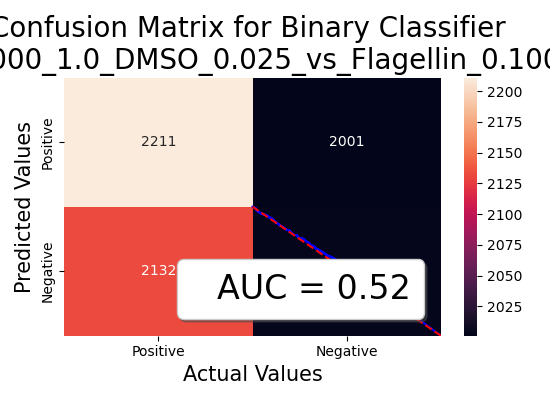 Confusion Matrix for Binary Classifier
000_1.0_DMSO_0.025_vs_Flagellin_0.100
Predicted Values
Positive
Negative
2211
2001
2132
AUC = 0.52
Positive
Negative
Actual Values
2200
2175
2150
2125
2100
2075
2050
2025